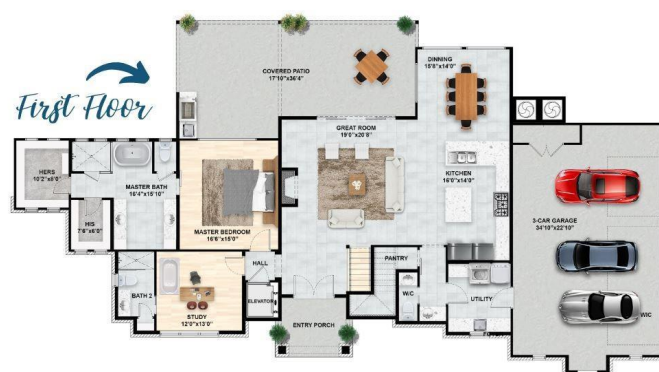 First Floor
COVERED PATIO
17'10"x36'4"
DINNING
15'8"x14'0"
GREAT ROOM
19'0"x20'8"
KITCHEN
16'0"x14'0"
HERS
10'2"x8'0"
MASTER BATH
16'4"x15'10"
HIS
7'6"x6'0"
MASTER BEDROOM
16'6"x15'0"
3-CAR GARAGE
34'10"x22'10"
HALL
PANTRY
W/C
BATH 2
ELEVATOR
UTILITY
STUDY
12'0"x13'0"
ENTRY PORCH
WIC